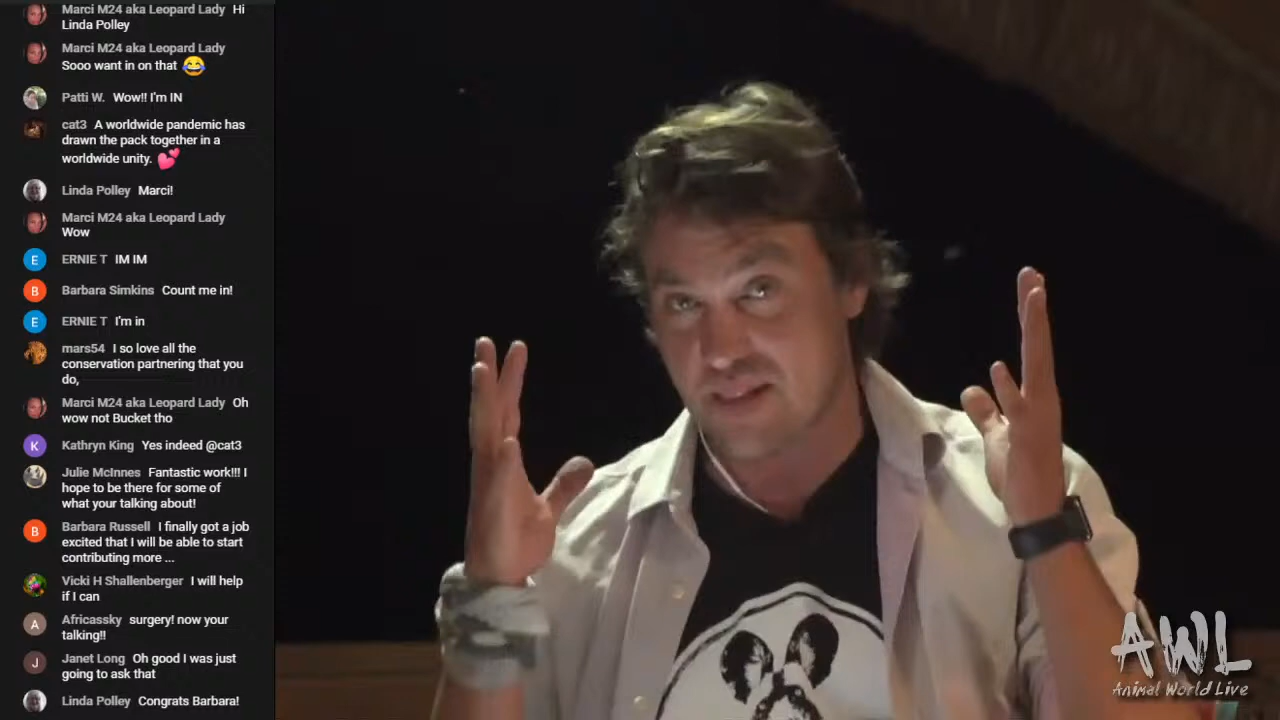 Marci M24 aka Leopard Lady Hi
Linda Polley
Marci M24 aka Leopard Lady
Sooo want in on that 😂
Patti W. Wow!! I'm IN
cat3 A worldwide pandemic has
drawn the pack together in a
worldwide unity. 💕
Linda Polley Marci!
Marci M24 aka Leopard Lady
Wow
E ERNIE T IM IM
B Barbara Simkins Count me in!
E ERNIE T I'm in
mars54 I so love all the
conservation partnering that you
do,
Marci M24 aka Leopard Lady Oh
wow not Bucket tho
K Kathryn King Yes indeed @cat3
Julie McInnes Fantastic work!!! I
hope to be there for some of
what your talking about!
B Barbara Russell I finally got a job
excited that I will be able to start
contributing more ...
Vicki H Shallenberger I will help
if I can
A Africassky surgery! now your
talking!!
J Janet Long Oh good I was just
going to ask that
Linda Polley Congrats Barbara!
AWL
Animal World Live